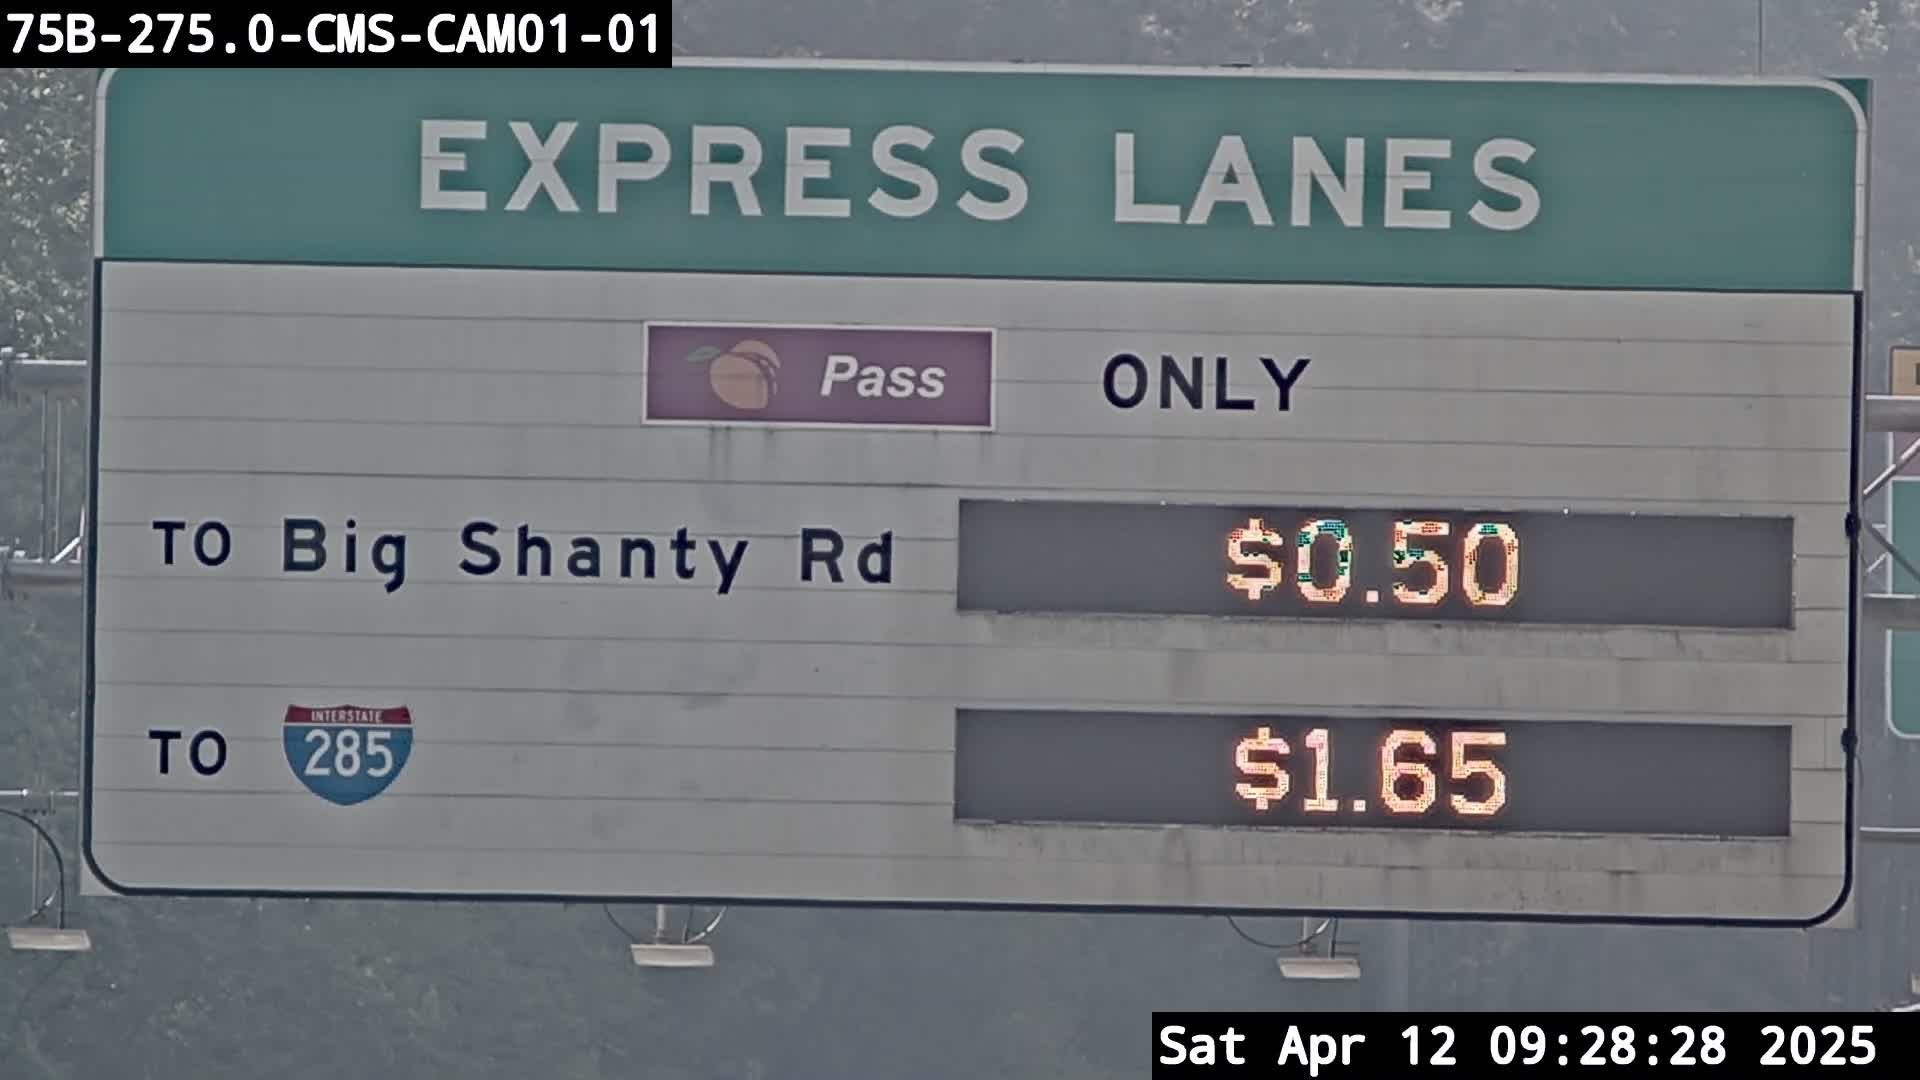 75B-275.0-CMS-CAM01-01
EXPRESS LANES
Pass ONLY
TO Big Shanty Rd $0.50
TO INTERSTATE 285 $1.65
Sat Apr 12 09:28:28 2025